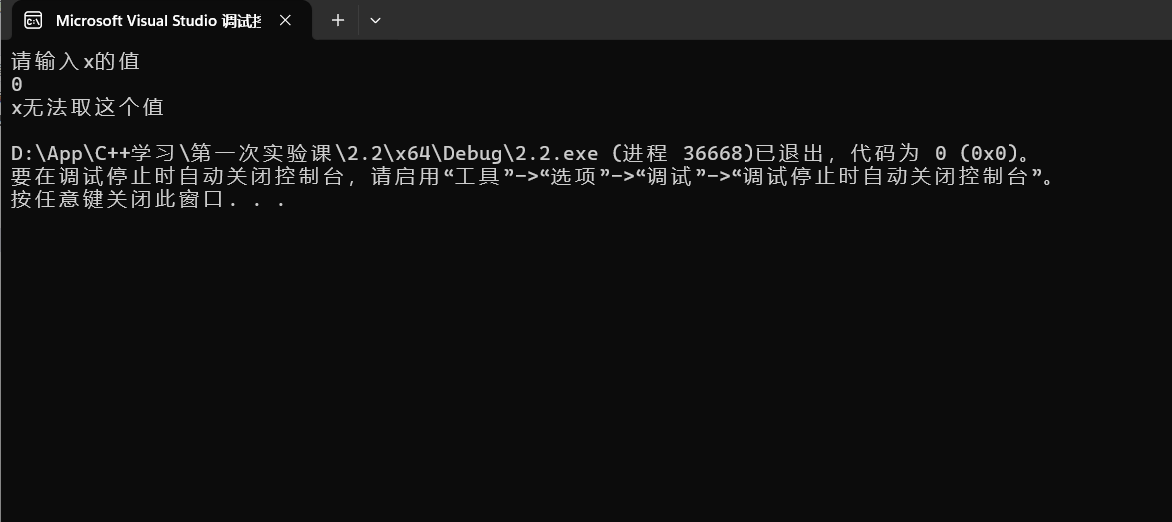 Microsoft Visual Studio 调试
请输入x的值
0
x无法取这个值
D:\App\C++学习\第一次实验课\2.2\x64\Debug\2.2.exe (进程 36668)已退出，代码为 0 (0x0)。
要在调试停止时自动关闭控制台，请启用“工具”->“选项”->“调试”->“调试停止时自动关闭控制台”。
按任意键关闭此窗口. . .